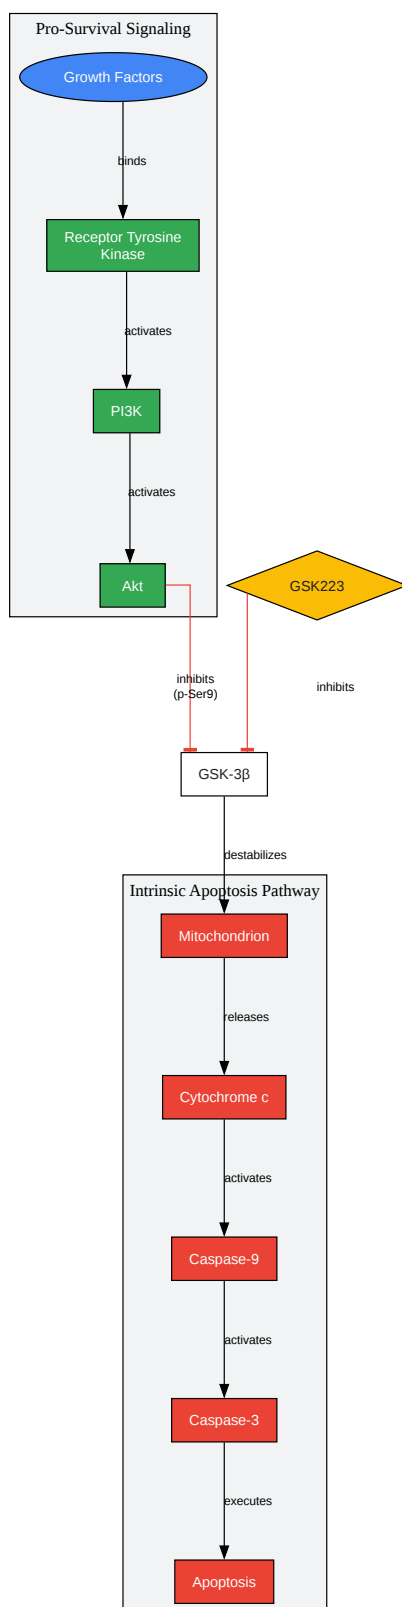 Pro-Survival Signaling
Growth Factors
binds
Receptor Tyrosine
Kinase
activates
PI3K
activates
Akt
GSK223
inhibits
(p-Ser9)
inhibits
GSK-3β
destabilizes
Intrinsic Apoptosis Pathway
Mitochondrion
releases
Cytochrome c
activates
Caspase-9
activates
Caspase-3
executes
Apoptosis